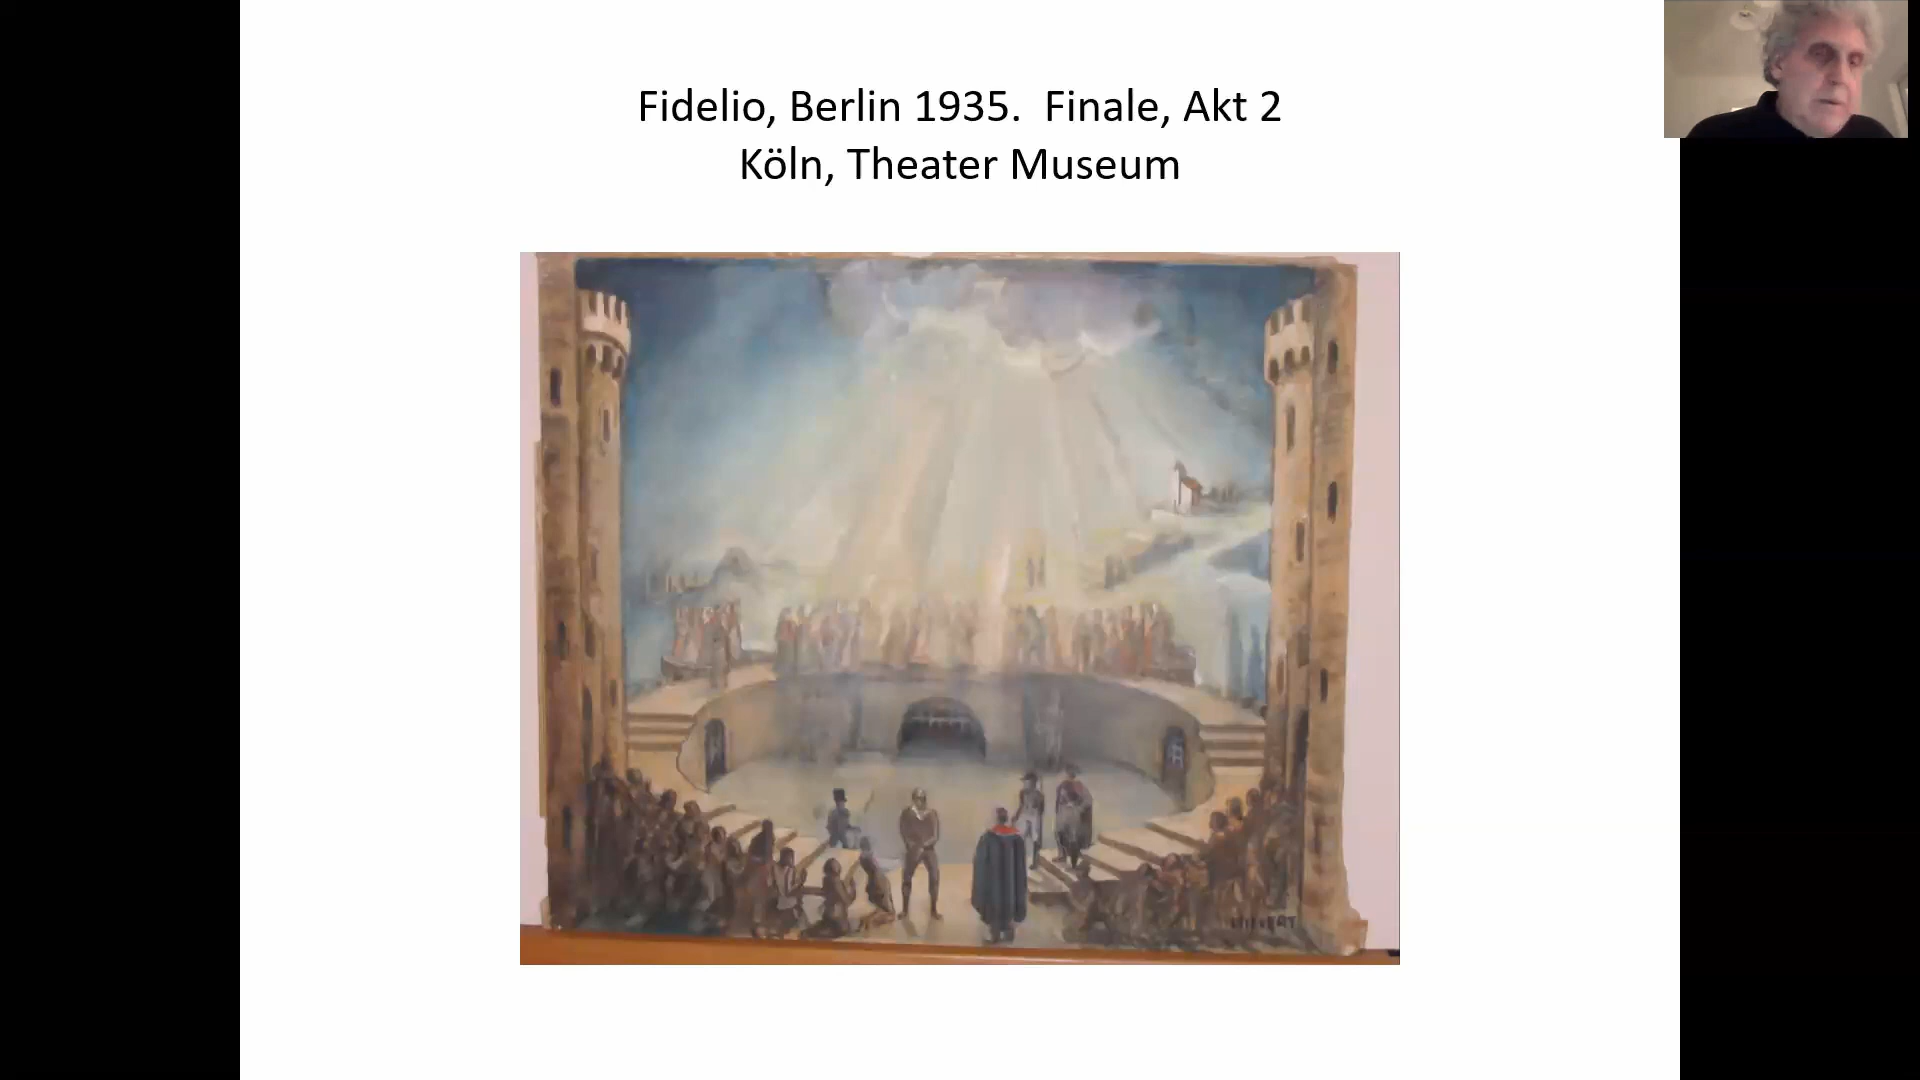 Fidelio, Berlin 1935.  Finale, Akt 2
Köln, Theater Museum